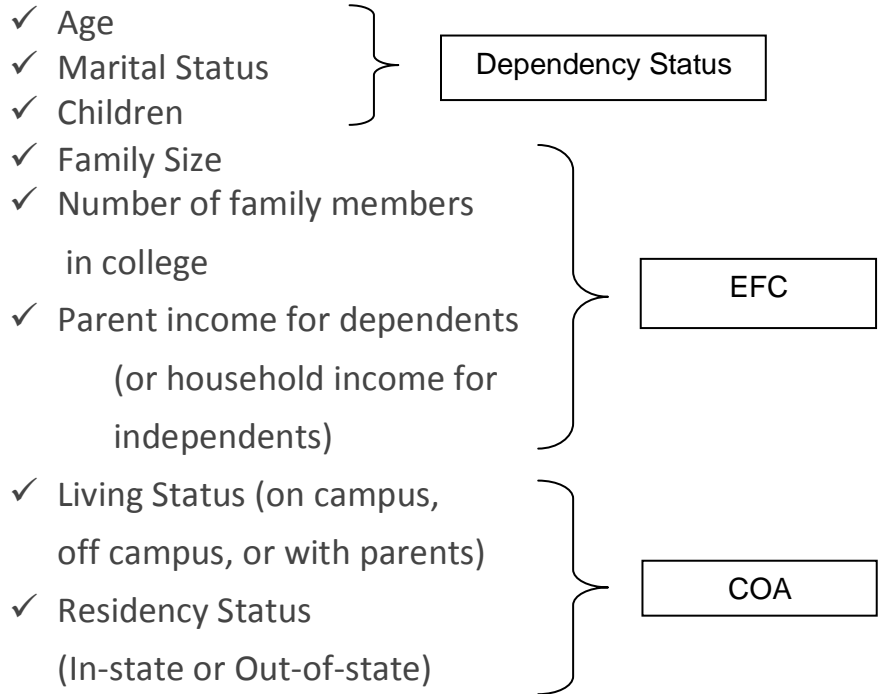 ✓ Age
✓ Marital Status
✓ Children
Dependency Status
✓ Family Size
✓ Number of family members
in college
✓ Parent income for dependents
(or household income for
independents)
EFC
✓ Living Status (on campus,
off campus, or with parents)
✓ Residency Status
(In-state or Out-of-state)
COA